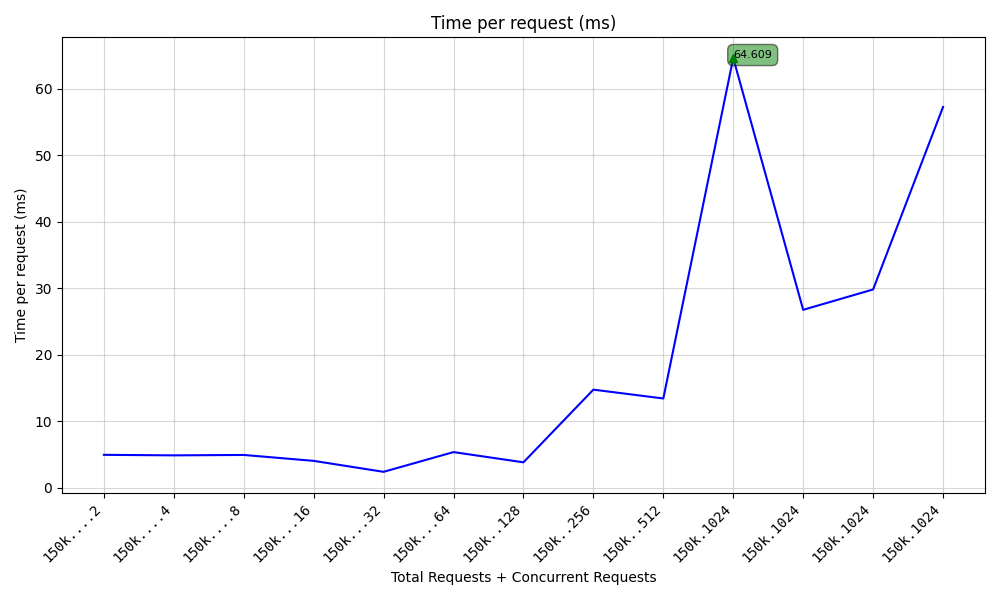 Time per request (ms)
64.609
Time per request (ms)
60
50
40
30
20
10
0
150k....2
150k....4
150k....8
150k...16
150k...32
150k...64
150k..128
150k..256
150k..512
150k.1024
150k.1024
150k.1024
150k.1024
Total Requests + Concurrent Requests